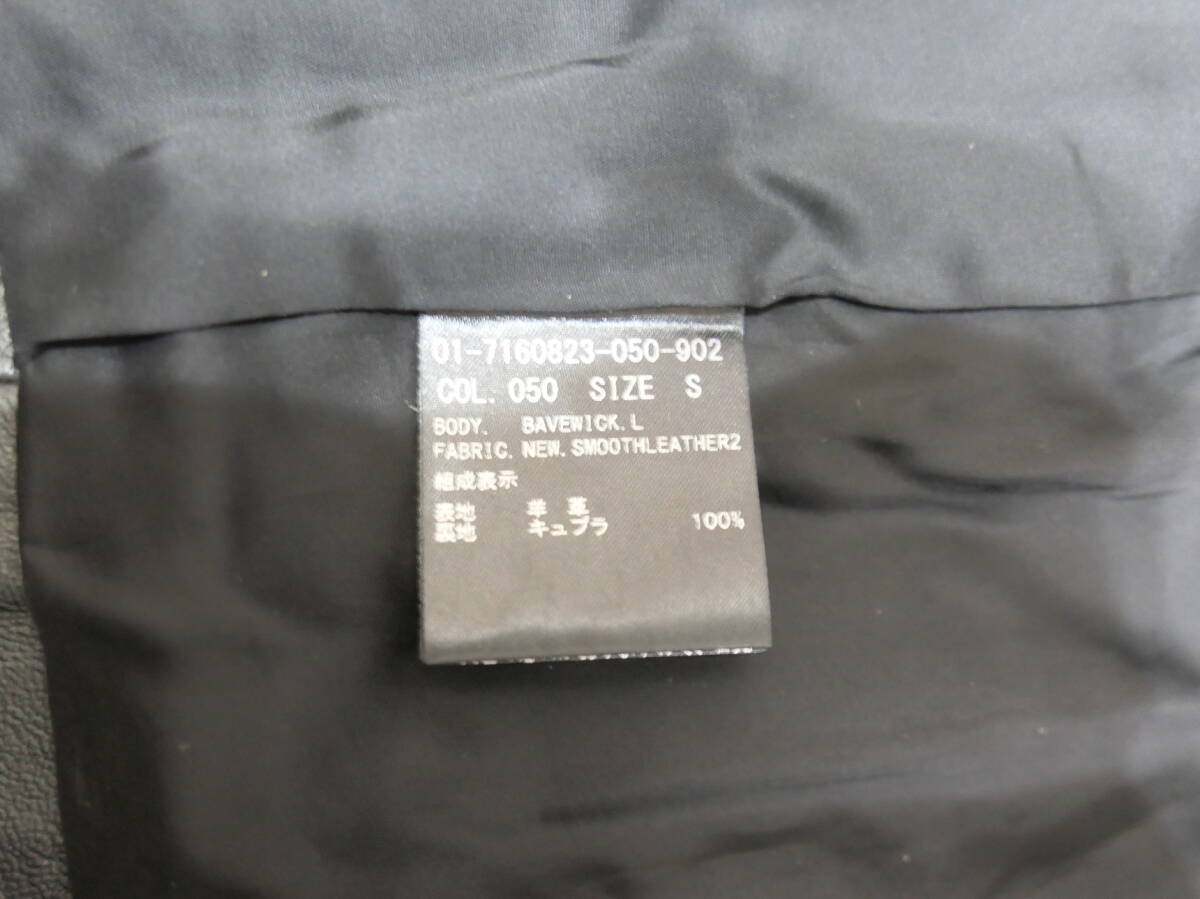 01-7160823-050-902
COL. 050 SIZE S
BODY. BAVEWICK.L
FABRIC. NEW.SMOOTHLEATHER2
組成表示
表地 羊革
裏地 キュプラ 100%